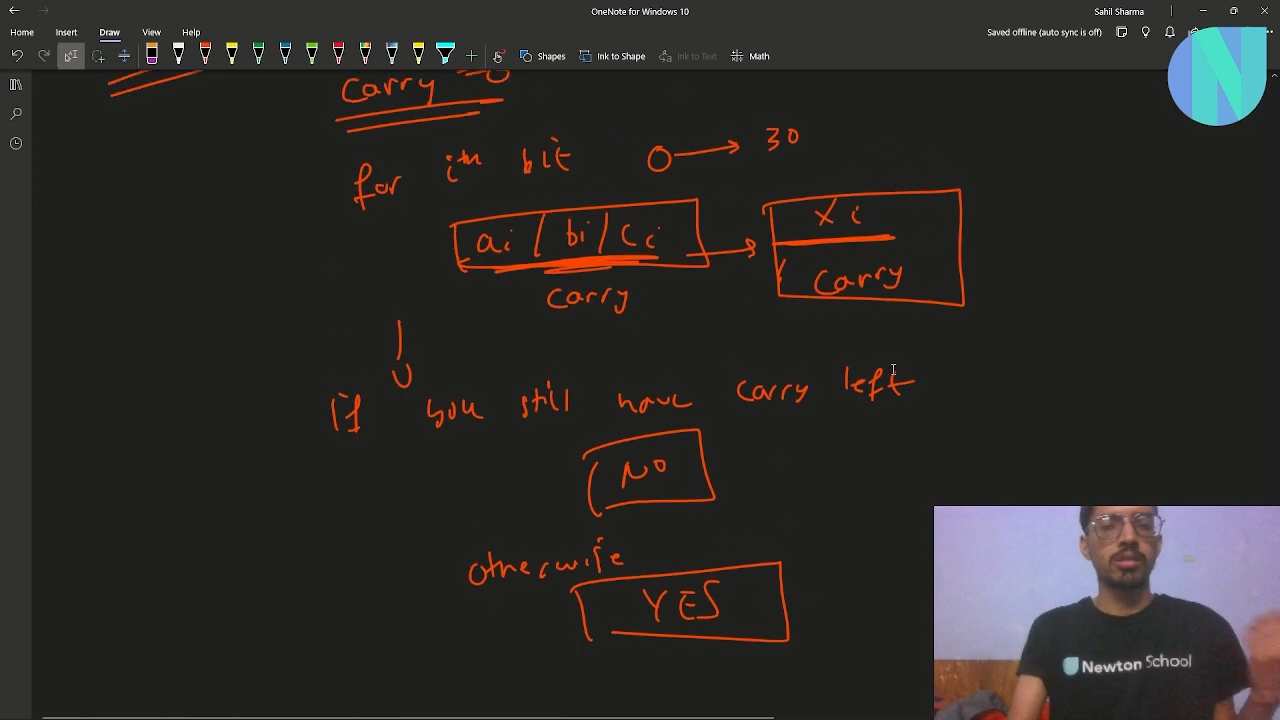 OneNote for Windows 10
Sahil Sharma
Home Insert Draw View Help
Saved offline (auto sync is off)
Shapes Ink to Shape Ink to Text Math
Carry = 0
for ith bit 0 → 30
ai / bi / ci → xi
carry
carry
If you still have carry left
NO
otherwise
YES
Newton School